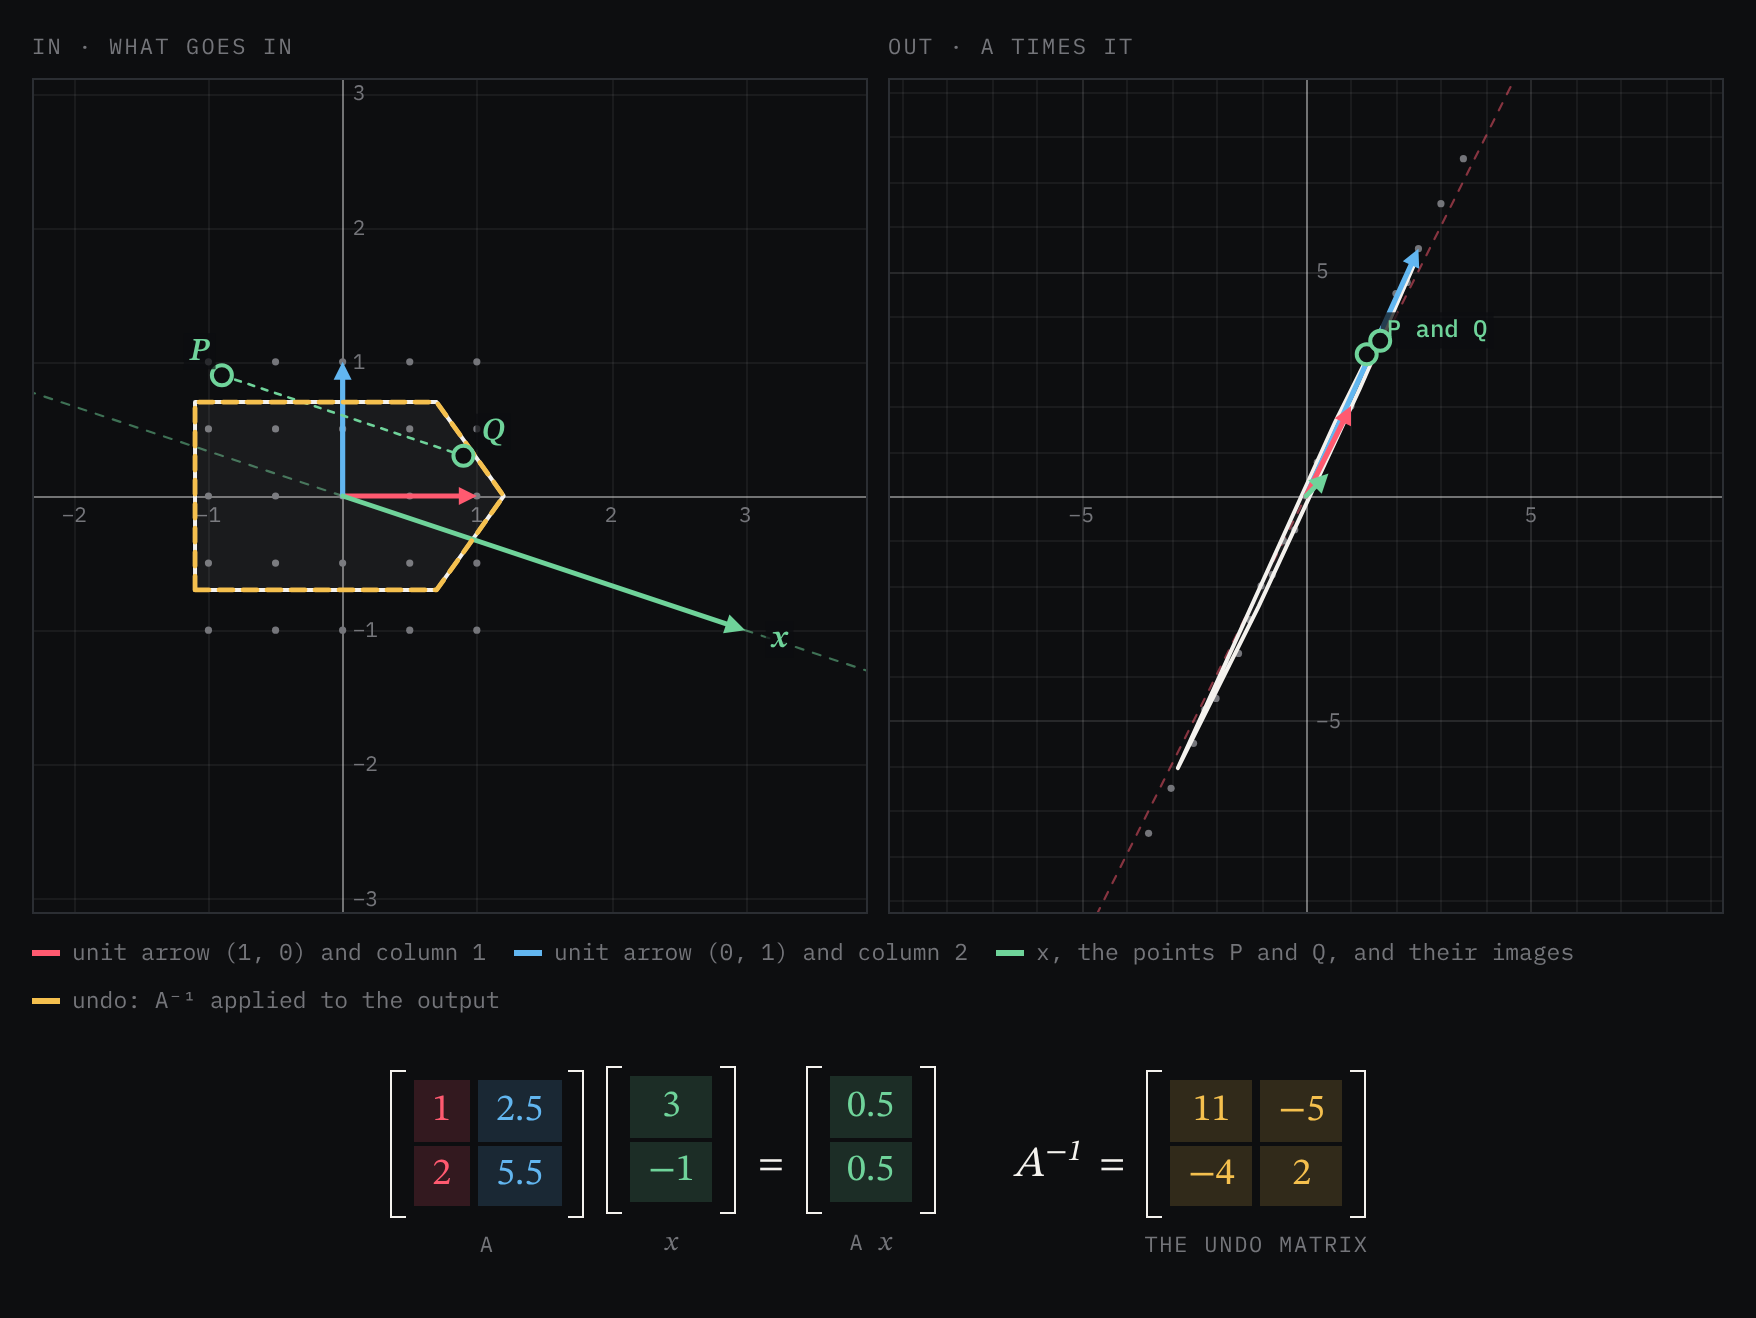 IN · WHAT GOES IN
OUT · A TIMES IT
3
2
1
−1
−2
−3
−2
−1
1
2
3
P
Q
x
5
−5
−5
5
P and Q
unit arrow (1, 0) and column 1
unit arrow (0, 1) and column 2
x, the points P and Q, and their images
undo: A⁻¹ applied to the output
1 2.5
2 5.5
A
3
−1
x
=
0.5
0.5
A x
A⁻¹ =
11 −5
−4 2
THE UNDO MATRIX